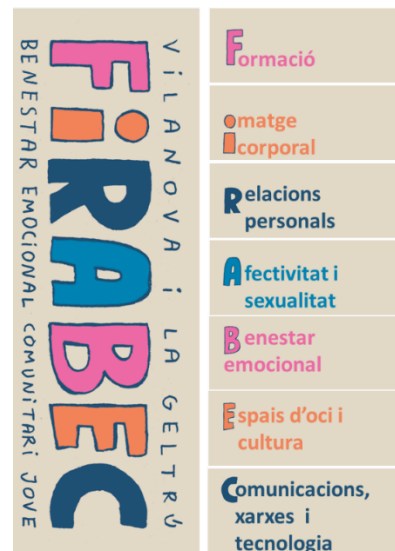 VILANOVA i LA GELTRÚ
FiRABEC
BENESTAR EMOCIONAL COMUNITARI JOVE
Formació
imatge
corporal
Relacions
personals
Afectivitat i
sexualitat
Benestar
emocional
Espais d'oci i
cultura
Comunicacions,
xarxes i
tecnologia